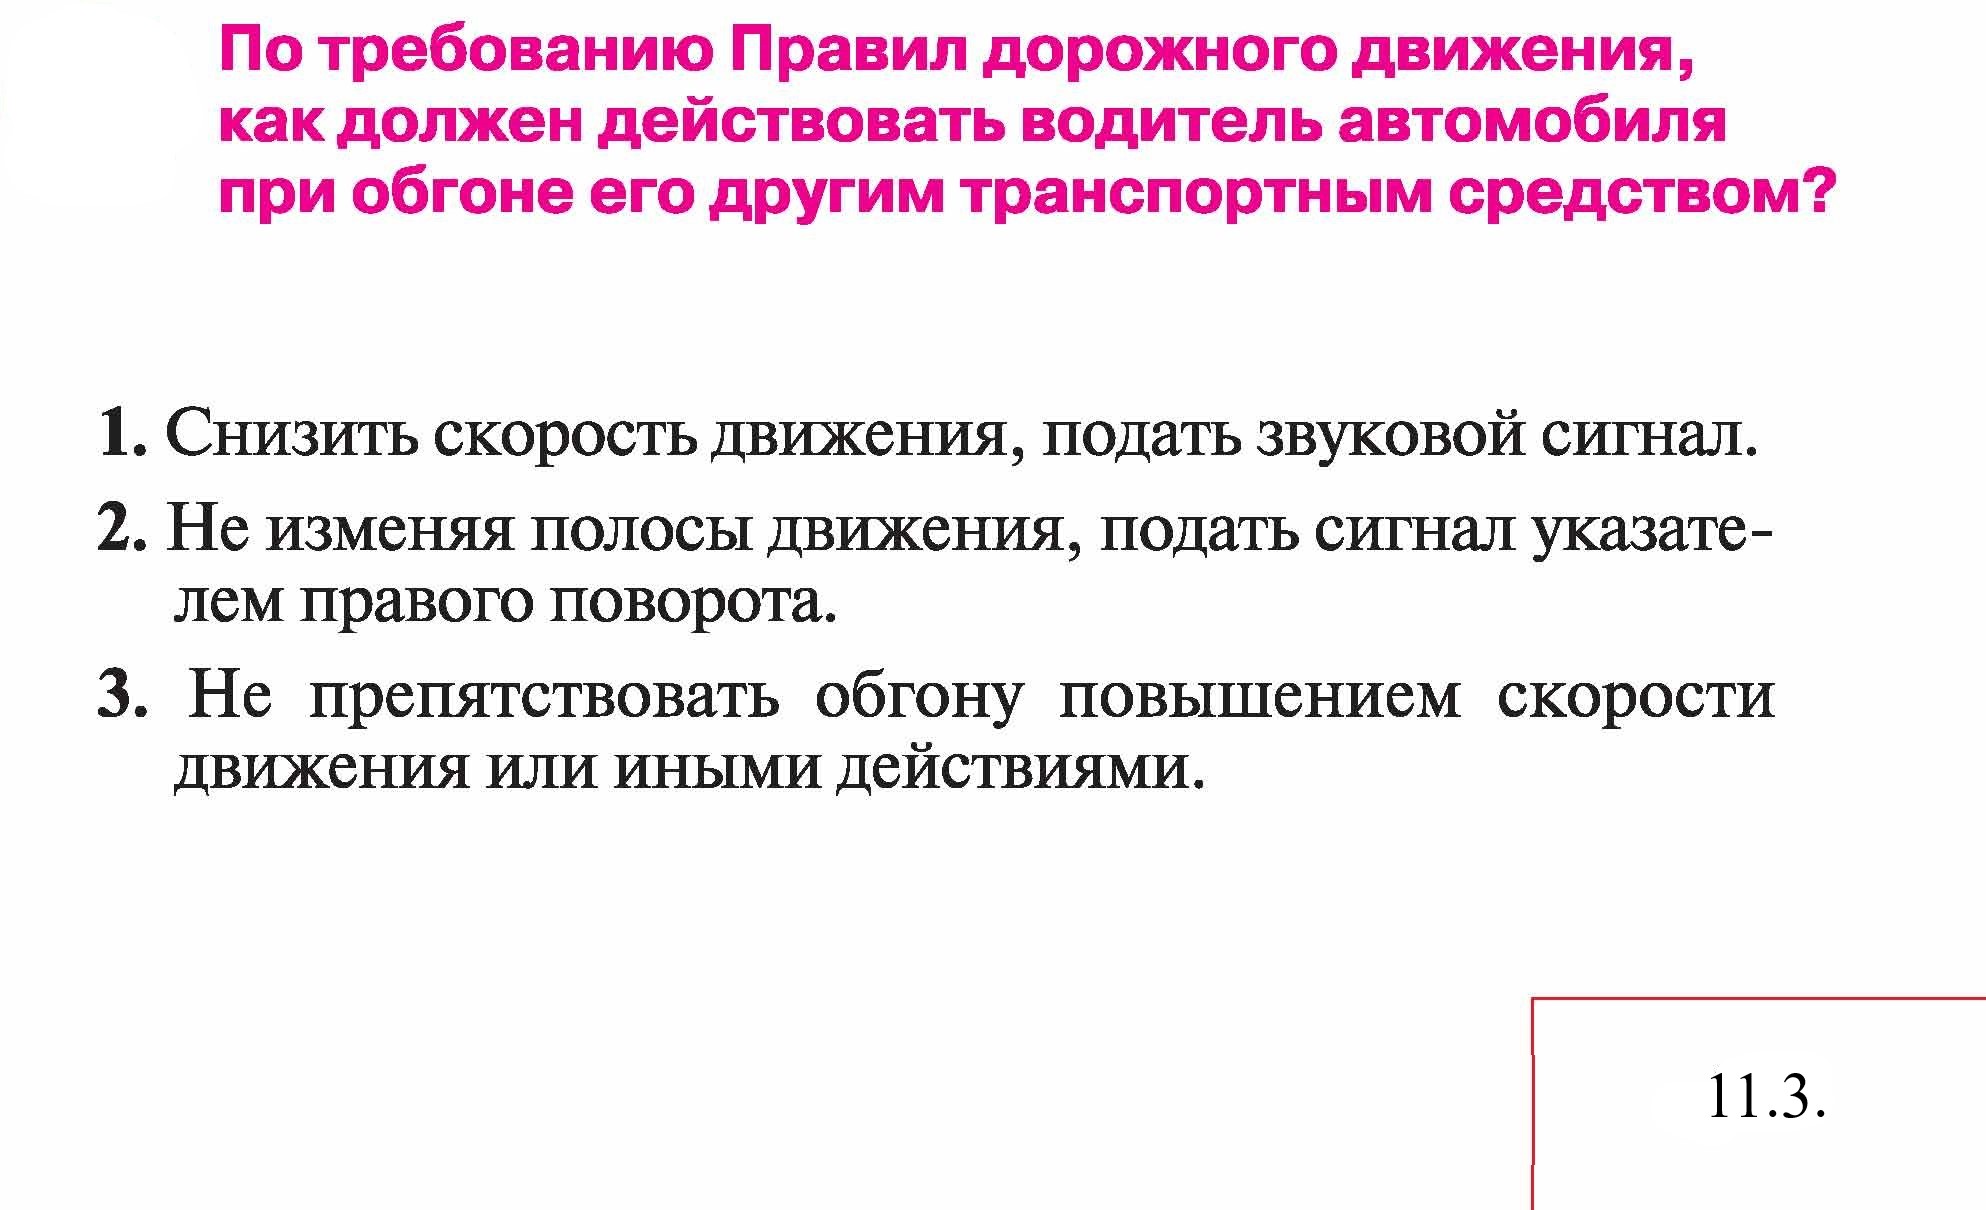 По требованию Правил дорожного движения,
как должен действовать водитель автомобиля
при обгоне его другим транспортным средством?
1. Снизить скорость движения, подать звуковой сигнал.
2. Не изменяя полосы движения, подать сигнал указате-
лем правого поворота.
3. Не препятствовать обгону повышением скорости
движения или иными действиями.
11.3.